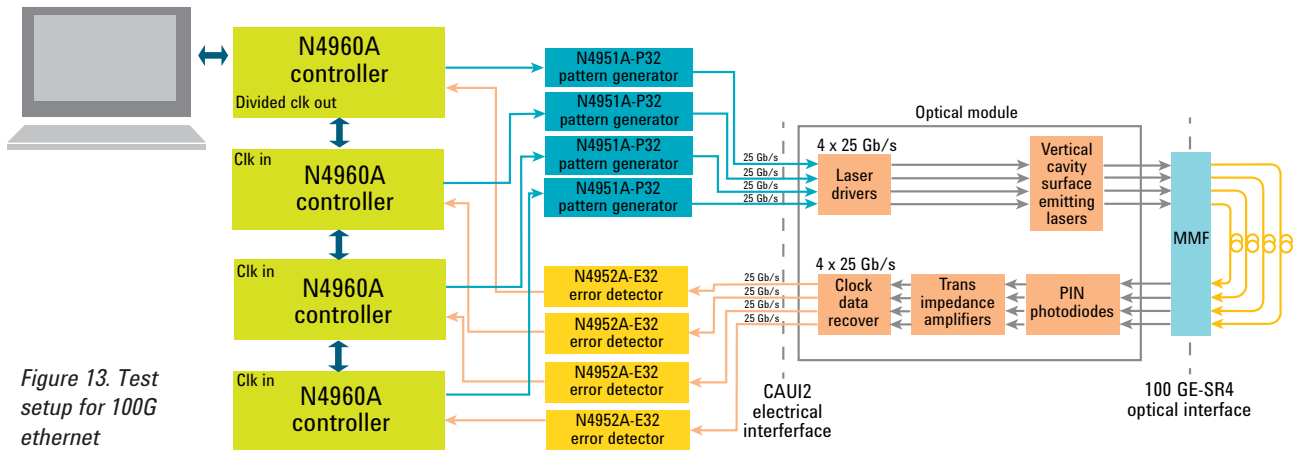 N4960A
controller
Divided clk out
Clk in
N4960A
controller
Clk in
N4960A
controller
Clk in
N4960A
controller
N4951A-P32
pattern generator
N4951A-P32
pattern generator
N4951A-P32
pattern generator
N4951A-P32
pattern generator
N4952A-E32
error detector
N4952A-E32
error detector
N4952A-E32
error detector
N4952A-E32
error detector
25 Gb/s
25 Gb/s
25 Gb/s
25 Gb/s
25 Gb/s
25 Gb/s
25 Gb/s
25 Gb/s
CAUI2
electrical
interferface
Optical module
4 x 25 Gb/s
Laser
drivers
Vertical
cavity
surface
emitting
lasers
4 x 25 Gb/s
Clock
data
recover
Trans
impedance
amplifiers
PIN
photodiodes
MMF
100 GE-SR4
optical interface
Figure 13. Test
setup for 100G
ethernet